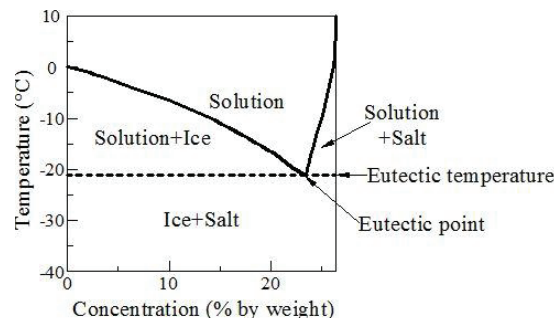 10
0
-10
-20
-30
-40
Temperature (°C)
Solution
Solution+Ice
Solution
+Salt
Eutectic temperature
Eutectic point
Ice+Salt
0
10
20
Concentration (% by weight)